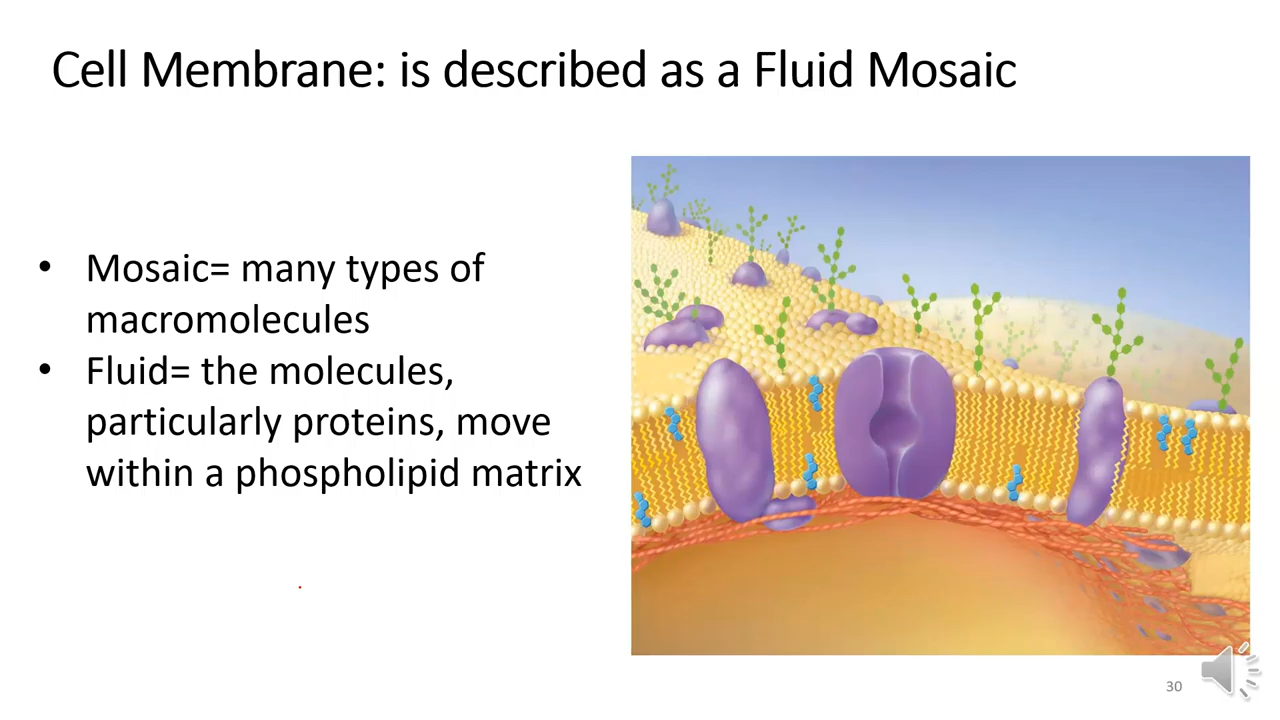 Cell Membrane: is described as a Fluid Mosaic
• Mosaic= many types of
macromolecules
• Fluid= the molecules,
particularly proteins, move
within a phospholipid matrix
30